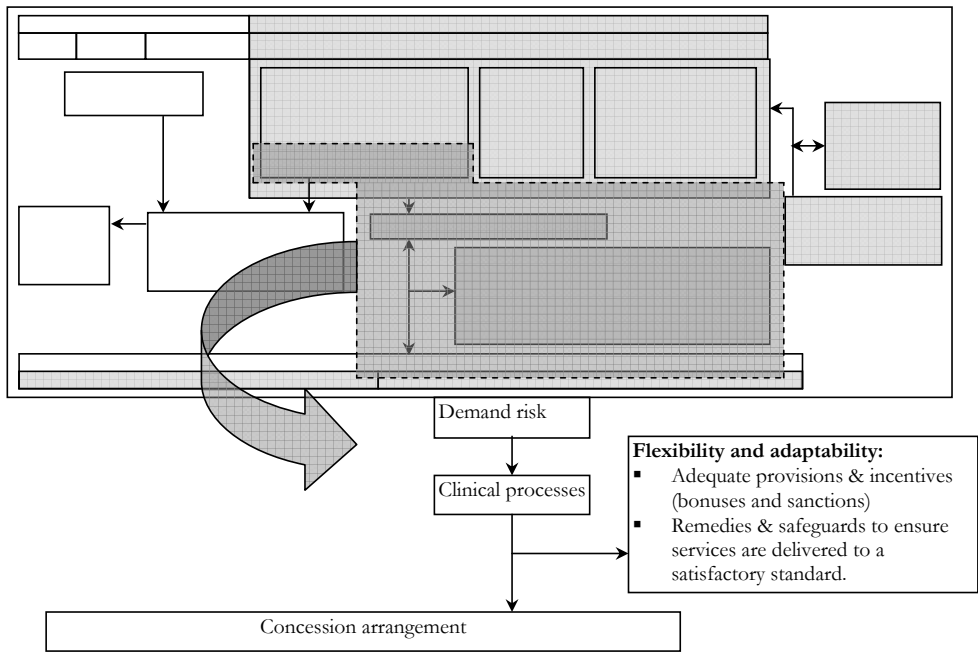 Demand risk
Clinical processes
Flexibility and adaptability:
▪ Adequate provisions & incentives
(bonuses and sanctions)
▪ Remedies & safeguards to ensure
services are delivered to a
satisfactory standard.
Concession arrangement